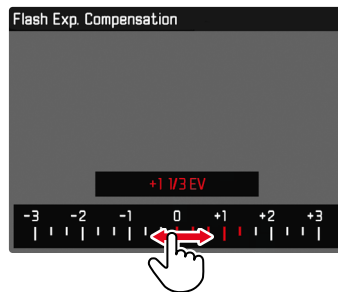 Flash Exp. Compensation
+1 1/3 EV
-3 -2 -1 0 +1 +2 +3